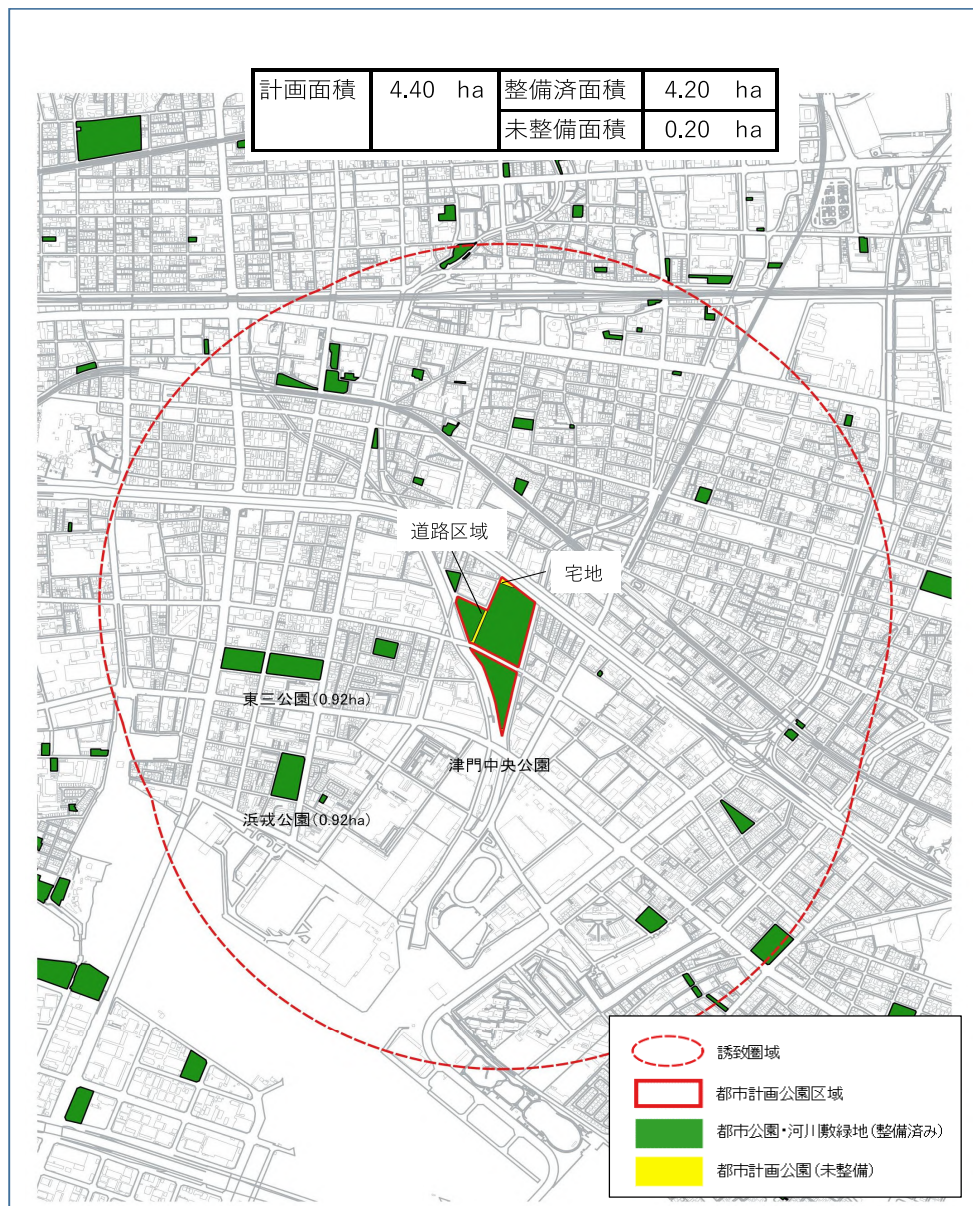 計画面積 4.40 ha 整備済面積 4.20 ha
未整備面積 0.20 ha
道路区域
宅地
東三公園(0.92ha)
津門中央公園
浜戎公園(0.92ha)
誘致圏域
都市計画公園区域
都市公園・河川敷緑地(整備済み)
都市計画公園(未整備)